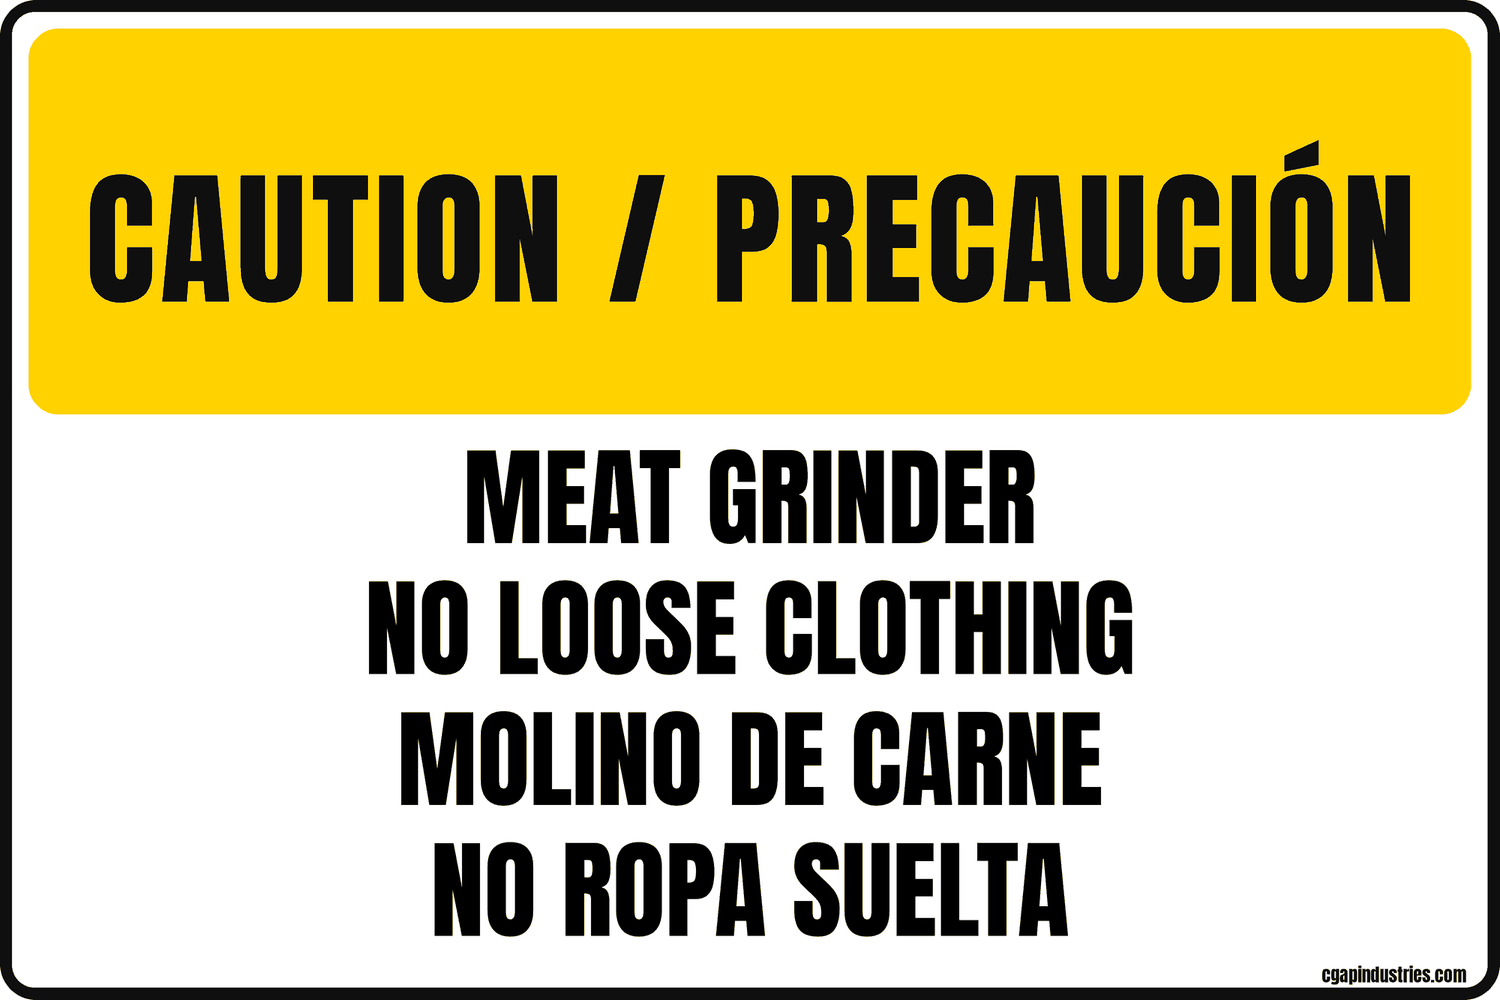 CAUTION / PRECAUCIÓN
MEAT GRINDER
NO LOOSE CLOTHING
MOLINO DE CARNE
NO ROPA SUELTA
cgapindustries.com